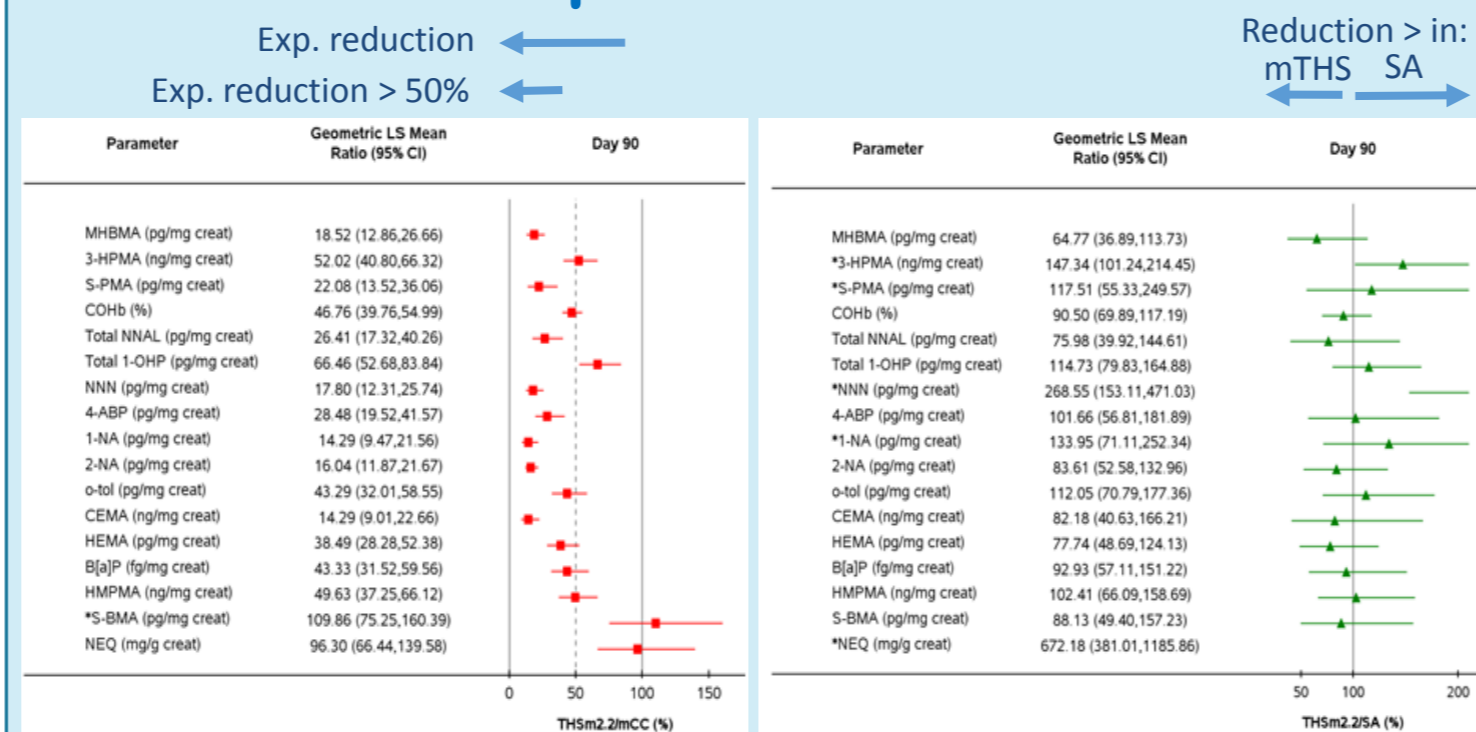 Exp. reduction
Exp. reduction > 50%
Reduction > in:
mTHS SA
Parameter Geometric LS Mean Ratio (95% CI) Day 90
MHBMA (pg/mg creat) 18.52 (12.86,26.66)
3-HPMA (ng/mg creat) 52.02 (40.80,66.32)
S-PMA (pg/mg creat) 22.08 (13.52,36.06)
COHb (%) 46.76 (39.76,54.99)
Total NNAL (pg/mg creat) 26.41 (17.32,40.26)
Total 1-OHP (pg/mg creat) 66.46 (52.68,83.84)
NNN (pg/mg creat) 17.80 (12.31,25.74)
4-ABP (pg/mg creat) 28.48 (19.52,41.57)
1-NA (pg/mg creat) 14.29 (9.47,21.56)
2-NA (pg/mg creat) 16.04 (11.87,21.67)
o-tol (pg/mg creat) 43.29 (32.01,58.55)
CEMA (ng/mg creat) 14.29 (9.01,22.66)
HEMA (pg/mg creat) 38.49 (28.28,52.38)
B[a]P (fg/mg creat) 43.33 (31.52,59.56)
HMPMA (ng/mg creat) 49.63 (37.25,66.12)
*S-BMA (pg/mg creat) 109.86 (75.25,160.39)
NEQ (mg/g creat) 96.30 (66.44,139.58)
0 50 100 150
THSm2.2/mCC (%)
Parameter Geometric LS Mean Ratio (95% CI) Day 90
MHBMA (pg/mg creat) 64.77 (36.89,113.73)
*3-HPMA (ng/mg creat) 147.34 (101.24,214.45)
*S-PMA (pg/mg creat) 117.51 (55.33,249.57)
COHb (%) 90.50 (69.89,117.19)
Total NNAL (pg/mg creat) 75.98 (39.92,144.61)
Total 1-OHP (pg/mg creat) 114.73 (79.83,164.88)
*NNN (pg/mg creat) 268.55 (153.11,471.03)
4-ABP (pg/mg creat) 101.66 (56.81,181.89)
*1-NA (pg/mg creat) 133.95 (71.11,252.34)
2-NA (pg/mg creat) 83.61 (52.58,132.96)
o-tol (pg/mg creat) 112.05 (70.79,177.36)
CEMA (ng/mg creat) 82.18 (40.63,166.21)
HEMA (pg/mg creat) 77.74 (48.69,124.13)
B[a]P (fg/mg creat) 92.93 (57.11,151.22)
HMPMA (ng/mg creat) 102.41 (66.09,158.69)
S-BMA (pg/mg creat) 88.13 (49.40,157.23)
*NEQ (mg/g creat) 672.18 (381.01,1185.86)
50 100 200
THSm2.2/SA (%)